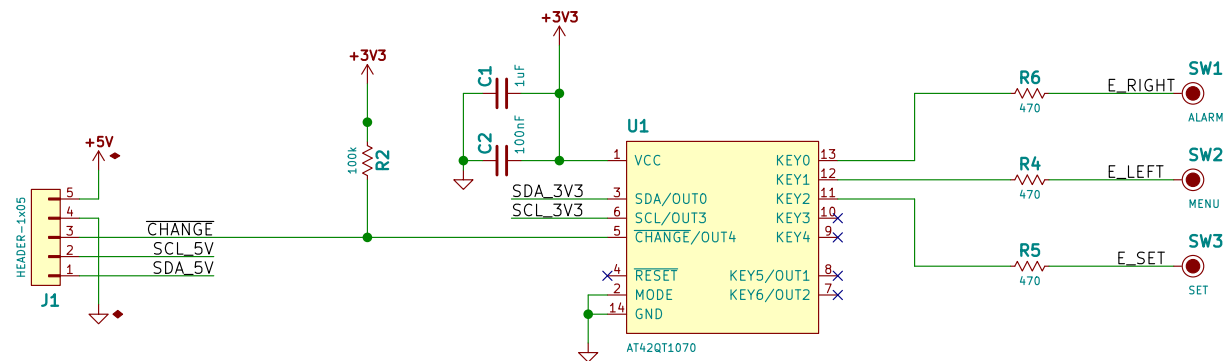 +5V
HEADER-1x05
5
4
3
2
1
J1
CHANGE
SCL_5V
SDA_5V
+3V3
100k
R2
+3V3
C1
1uF
C2
100nF
SDA_3V3
SCL_3V3
U1
1 VCC
3 SDA/OUT0
6 SCL/OUT3
5 CHANGE/OUT4
4 RESET
2 MODE
14 GND
KEY0 13
KEY1 12
KEY2 11
KEY3 10
KEY4 9
KEY5/OUT1 8
KEY6/OUT2 7
AT42QT1070
R6
470
E_RIGHT
SW1
ALARM
R4
470
E_LEFT
SW2
MENU
R5
470
E_SET
SW3
SET